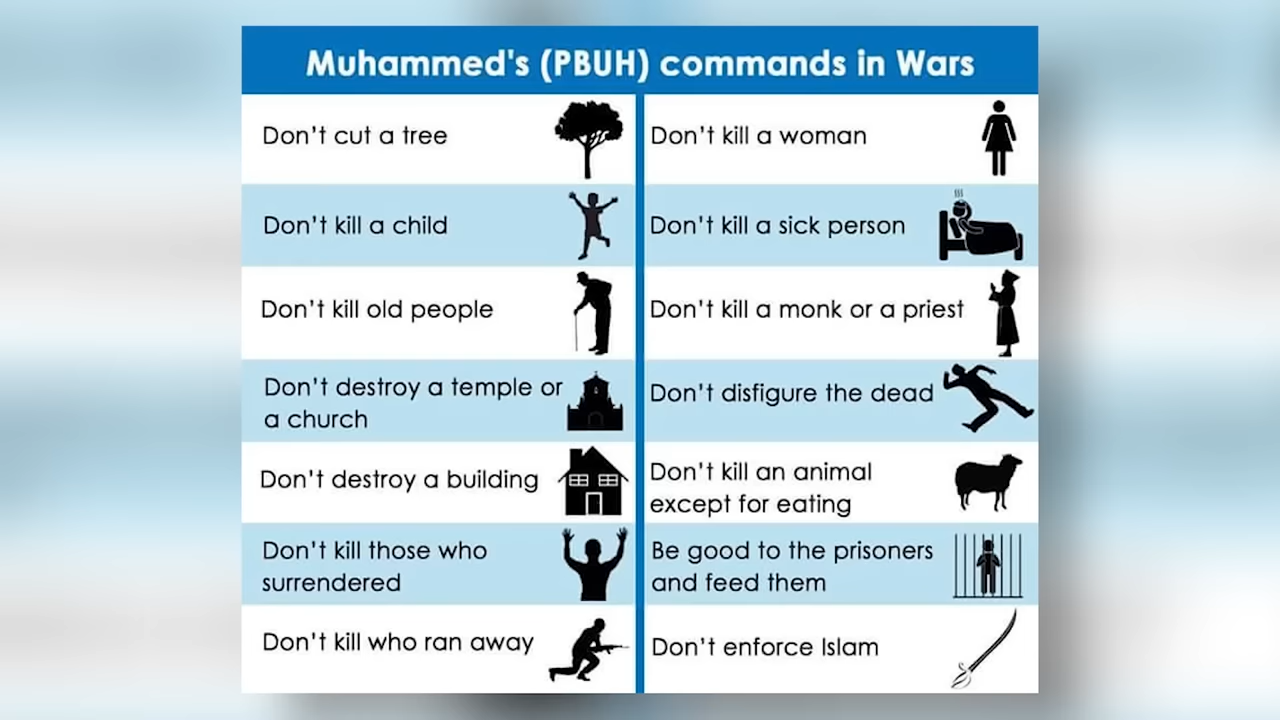 Muhammed's (PBUH) commands in Wars
Don't cut a tree
Don't kill a woman
Don't kill a child
Don't kill a sick person
Don't kill old people
Don't kill a monk or a priest
Don't destroy a temple or
a church
Don't disfigure the dead
Don't destroy a building
Don't kill an animal
except for eating
Don't kill those who
surrendered
Be good to the prisoners
and feed them
Don't kill who ran away
Don't enforce Islam